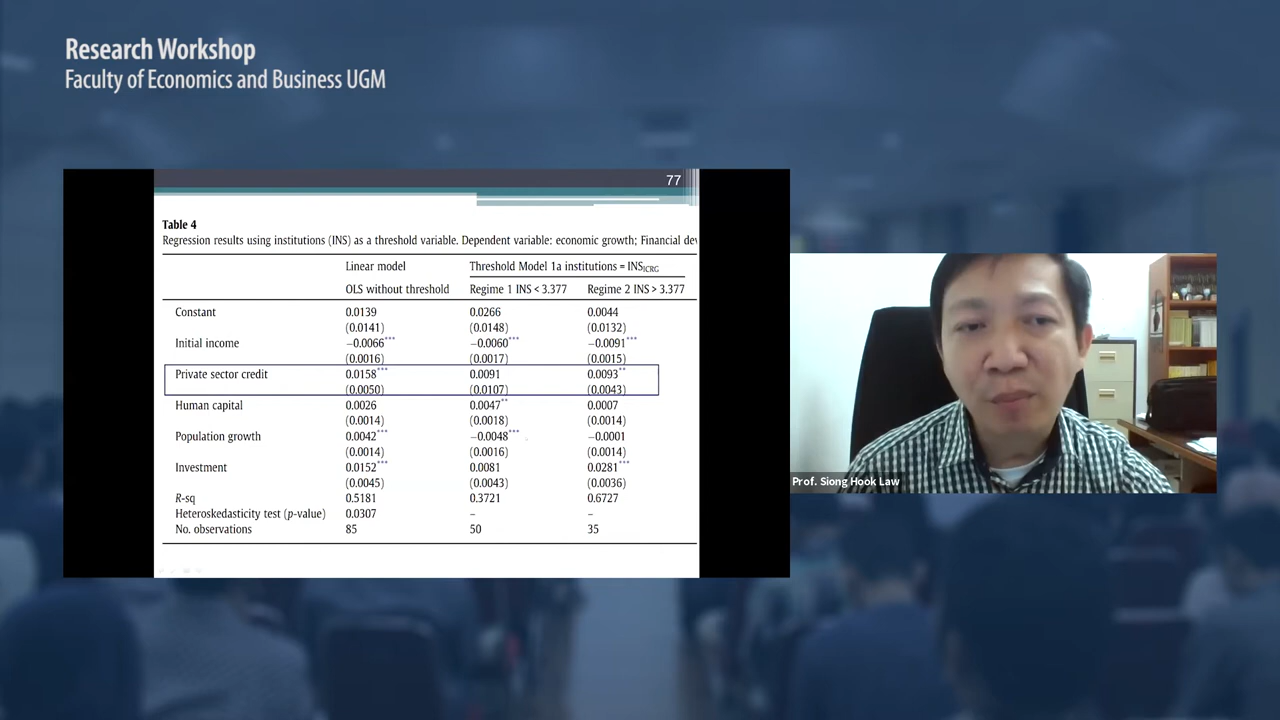 Research Workshop
Faculty of Economics and Business UGM
77
Table 4
Regression results using institutions (INS) as a threshold variable. Dependent variable: economic growth; Financial dev
Linear model Threshold Model 1a institutions = INS_ICRG
OLS without threshold Regime 1 INS < 3.377 Regime 2 INS > 3.377
Constant 0.0139 0.0266 0.0044
(0.0141) (0.0148) (0.0132)
Initial income −0.0066*** −0.0060*** −0.0091***
(0.0016) (0.0017) (0.0015)
Private sector credit 0.0158*** 0.0091 0.0093**
(0.0050) (0.0107) (0.0043)
Human capital 0.0026 0.0047** 0.0007
(0.0014) (0.0018) (0.0014)
Population growth 0.0042*** −0.0048*** −0.0001
(0.0014) (0.0016) (0.0014)
Investment 0.0152*** 0.0081 0.0281***
(0.0045) (0.0043) (0.0036)
R-sq 0.5181 0.3721 0.6727
Heteroskedasticity test (p-value) 0.0307 – –
No. observations 85 50 35
Prof. Siong Hook Law